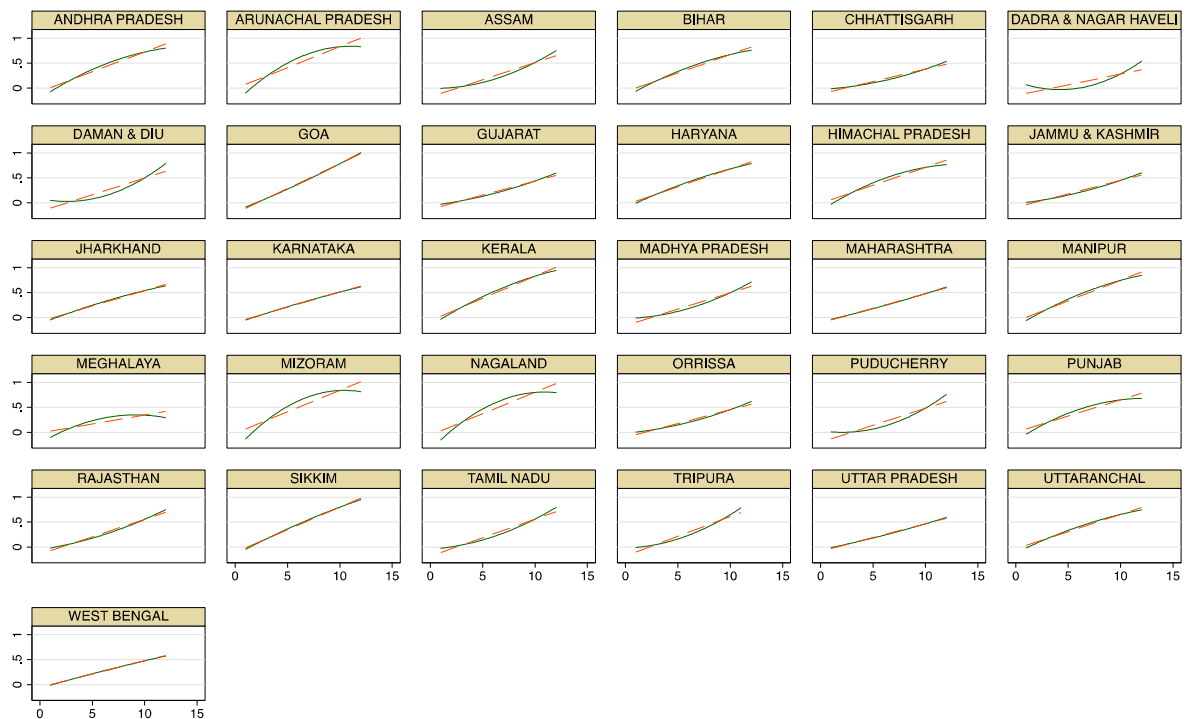 ANDHRA PRADESH ARUNACHAL PRADESH ASSAM BIHAR CHHATTISGARH DADRA & NAGAR HAVELI
0 .5 1
DAMAN & DIU GOA GUJARAT HARYANA HIMACHAL PRADESH JAMMU & KASHMIR
0 .5 1
JHARKHAND KARNATAKA KERALA MADHYA PRADESH MAHARASHTRA MANIPUR
0 .5 1
MEGHALAYA MIZORAM NAGALAND ORRISSA PUDUCHERRY PUNJAB
0 .5 1
RAJASTHAN SIKKIM TAMIL NADU TRIPURA UTTAR PRADESH UTTARANCHAL
0 .5 1
0 5 10 15 0 5 10 15 0 5 10 15 0 5 10 15 0 5 10 15
WEST BENGAL
0 .5 1
0 5 10 15